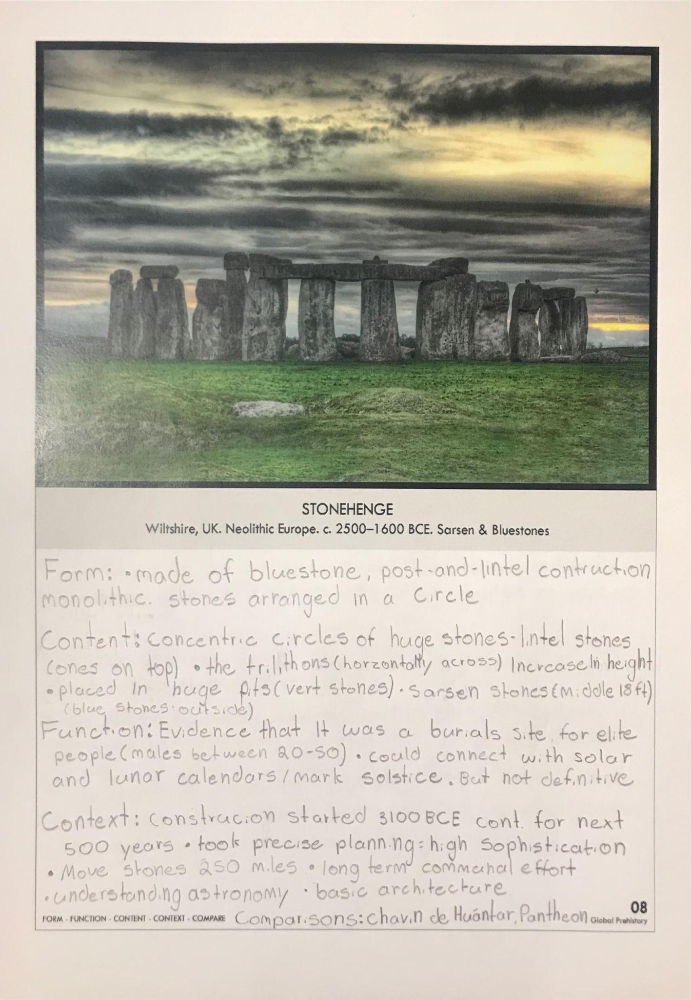 STONEHENGE
Wiltshire, UK. Neolithic Europe. c. 2500–1600 BCE. Sarsen & Bluestones
Form: •made of bluestone, post-and-lintel contruction
monolithic. stones arranged in a circle
Content: concentric circles of huge stones-lintel stones
(ones on top) • the trilithons (horzontally across) Increase in height
• placed in huge pits (vert stones) • Sarsen stones (middle 18ft)
(blue stones: outside)
Function: Evidence that it was a burials site, for elite
people (males between 20-50) • could connect with solar
and lunar calendars/mark solstice. But not definitive
Context: construcion started 3100 BCE cont. for next
500 years • took precise planning = high sophistication
• Move stones 250 miles • long term communal effort
• understanding astronomy • basic architecture
08
FORM - FUNCTION - CONTENT - CONTEXT - COMPARE Comparisons: chavin de Huántar, Pantheon Global Prehistory